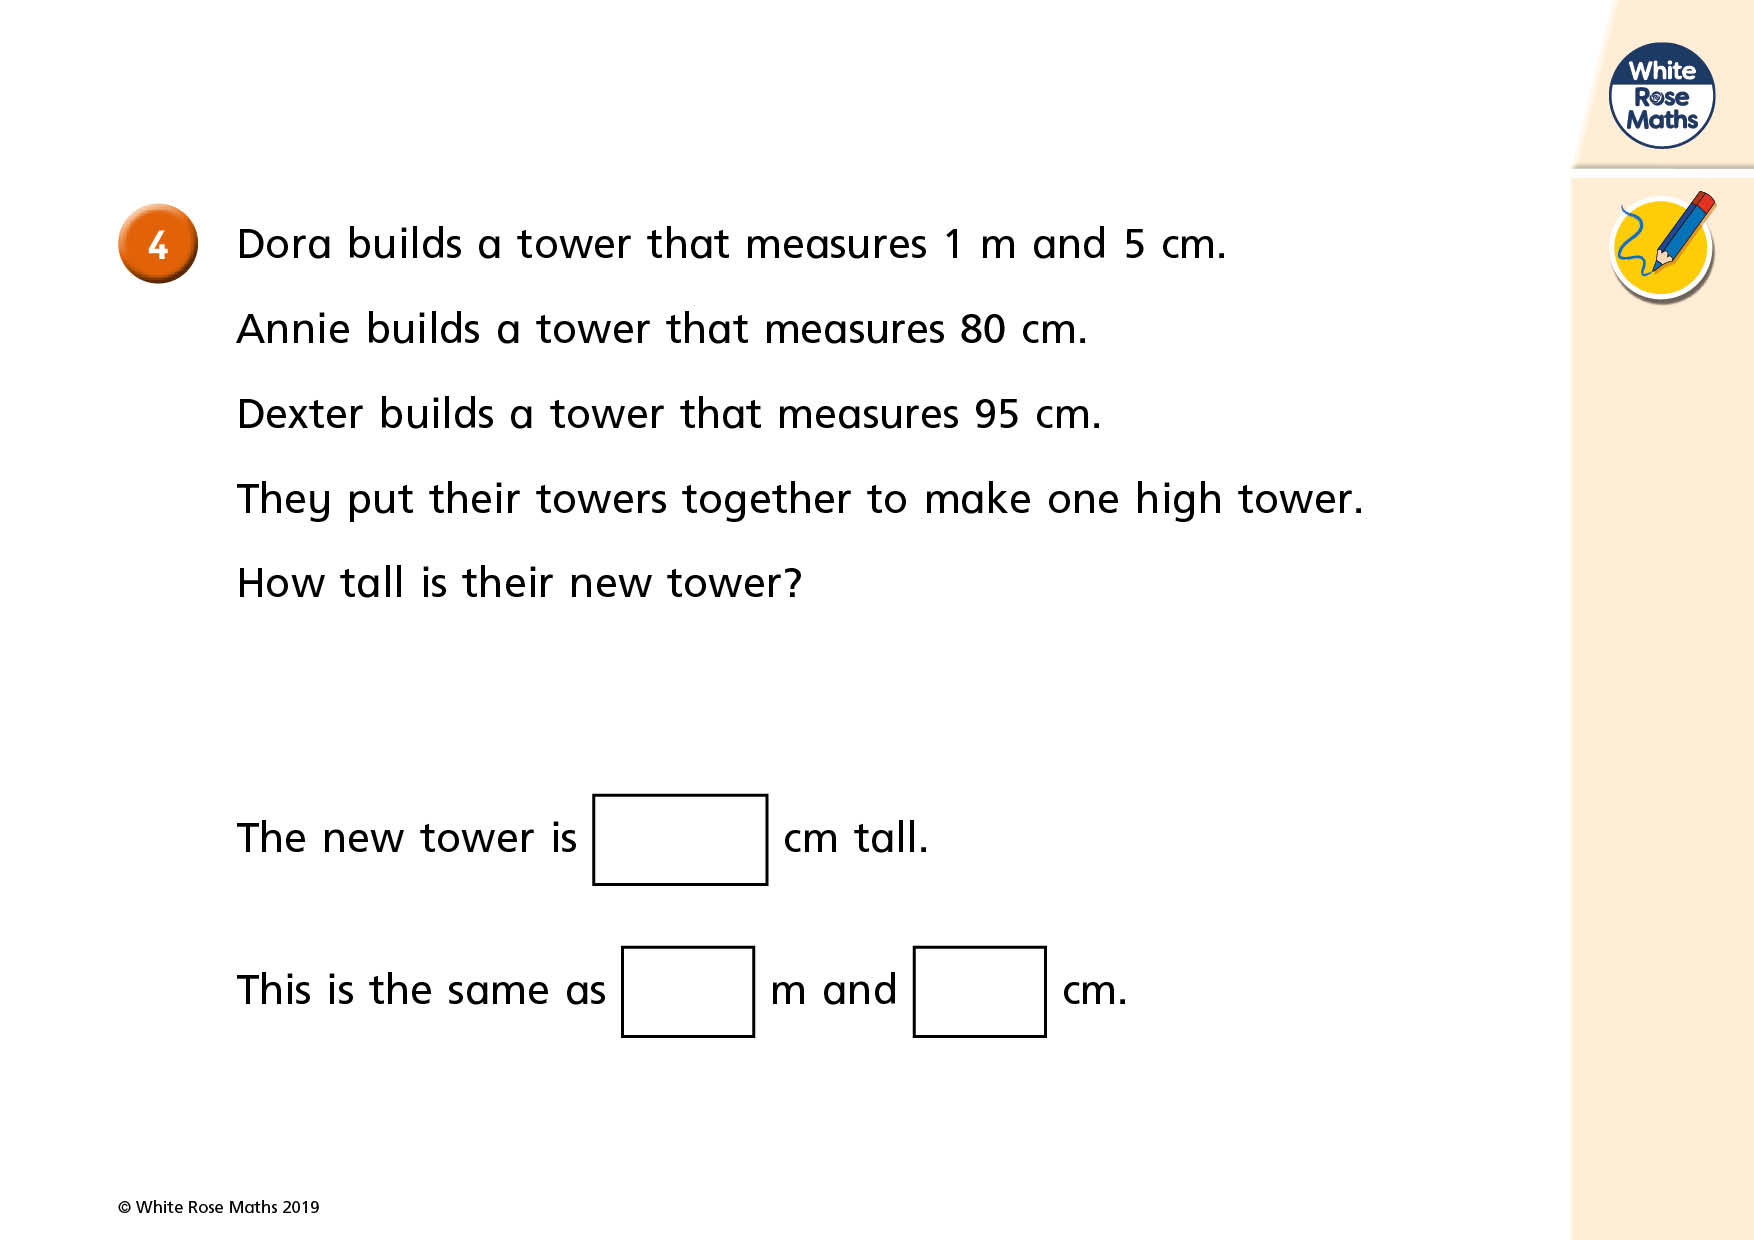 White
Rose
Maths
4
Dora builds a tower that measures 1 m and 5 cm.
Annie builds a tower that measures 80 cm.
Dexter builds a tower that measures 95 cm.
They put their towers together to make one high tower.
How tall is their new tower?
The new tower is cm tall.
This is the same as m and cm.
© White Rose Maths 2019